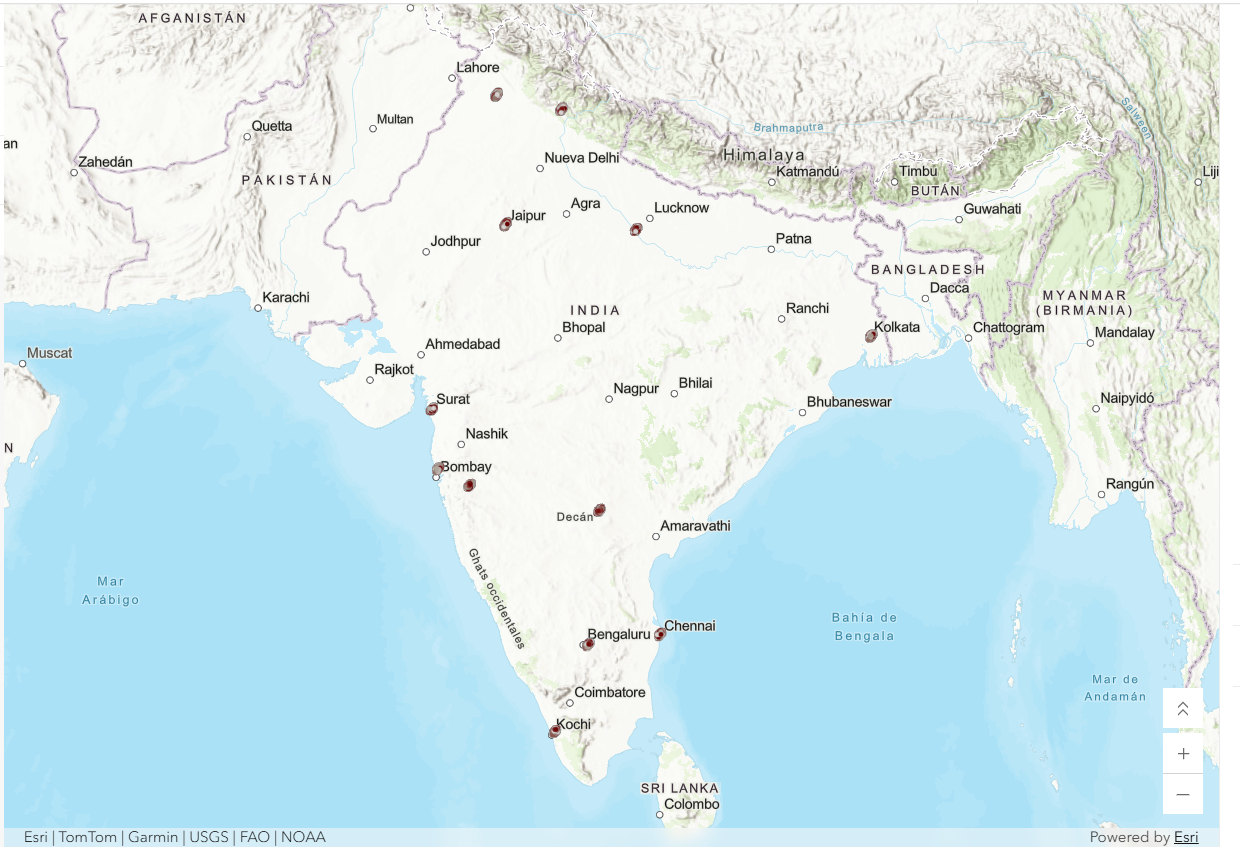 AFGANISTÁN
Lahore
Multan
Quetta
an
Zahedán
PAKISTÁN
Nueva Delhi
Brahmaputra
Salween
Himalaya
Katmandú
Timbú
BUTÁN
Liji
Jaipur
Agra
Lucknow
Guwahati
Jodhpur
Patna
BANGLADESH
Dacca
Karachi
INDIA
Bhopal
Ranchi
Kolkata
Chattogram
MYANMAR
(BIRMANIA)
Mandalay
Muscat
Ahmedabad
Rajkot
Surat
Nagpur
Bhilai
Bhubaneswar
Naipyidó
N
Nashik
Bombay
Rangún
Decán
Amaravathi
Ghats occidentales
Mar
Arábigo
Bahía de
Bengala
Bengaluru
Chennai
Mar de
Andamán
Coimbatore
Kochi
SRI LANKA
Colombo
Esri | TomTom | Garmin | USGS | FAO | NOAA
Powered by Esri